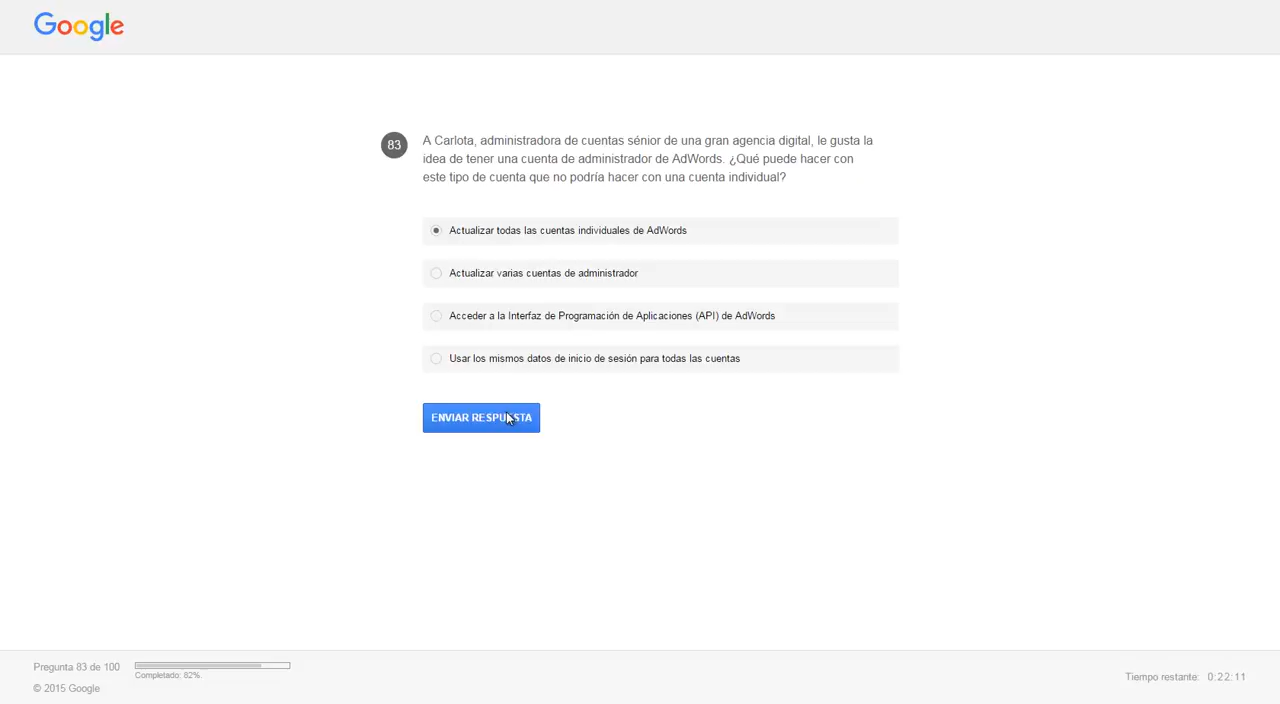 Google
83
A Carlota, administradora de cuentas sénior de una gran agencia digital, le gusta la
idea de tener una cuenta de administrador de AdWords. ¿Qué puede hacer con
este tipo de cuenta que no podría hacer con una cuenta individual?
Actualizar todas las cuentas individuales de AdWords
Actualizar varias cuentas de administrador
Acceder a la Interfaz de Programación de Aplicaciones (API) de AdWords
Usar los mismos datos de inicio de sesión para todas las cuentas
ENVIAR RESPUESTA
Pregunta 83 de 100
Completado: 82%.
© 2015 Google
Tiempo restante: 0:22:11